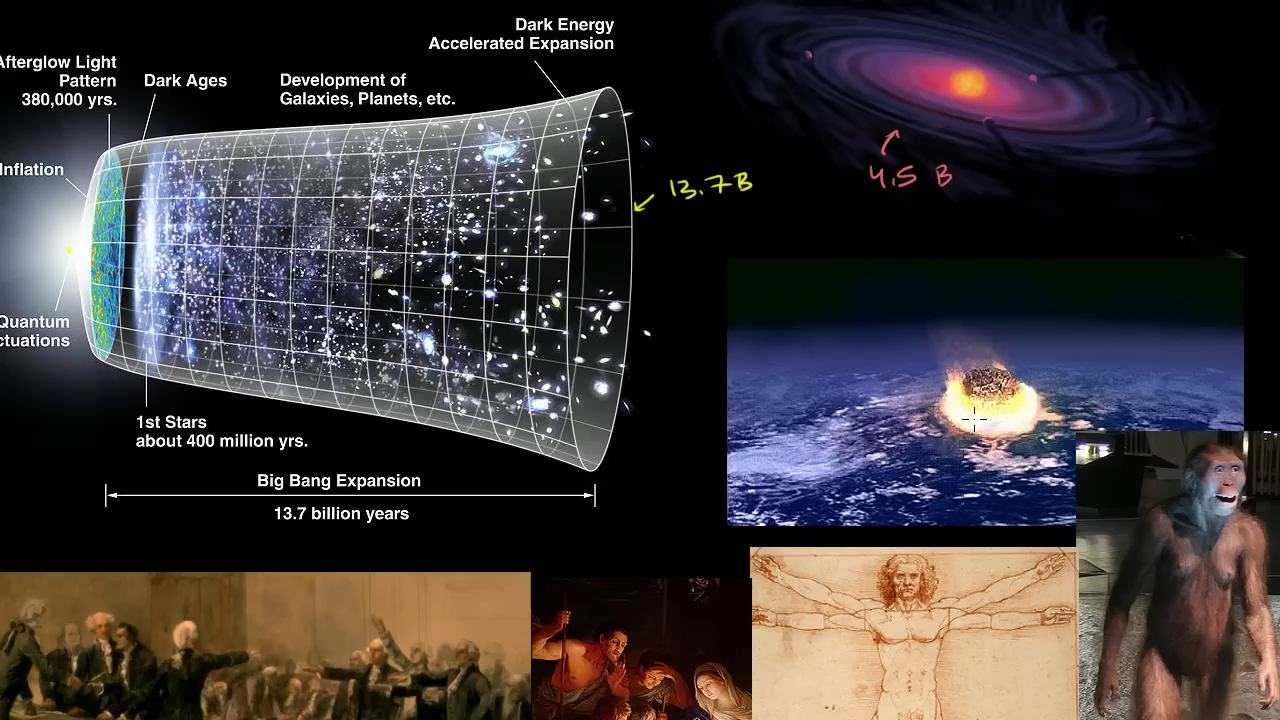 Dark Energy
Accelerated Expansion
Afterglow Light
Pattern
380,000 yrs.
Dark Ages
Development of
Galaxies, Planets, etc.
Inflation
13.7B
4.5 B
Quantum
ctuations
1st Stars
about 400 million yrs.
Big Bang Expansion
13.7 billion years